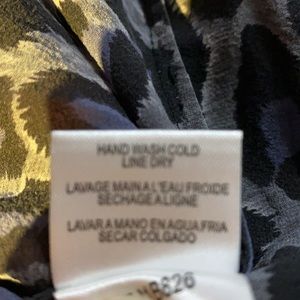 HAND WASH COLD
LINE DRY
LAVAGE MAIN A L'EAU FROIDE
SECHAGE A LIGNE
LAVAR A MANO EN AGUA FRIA
SECAR COLGADO